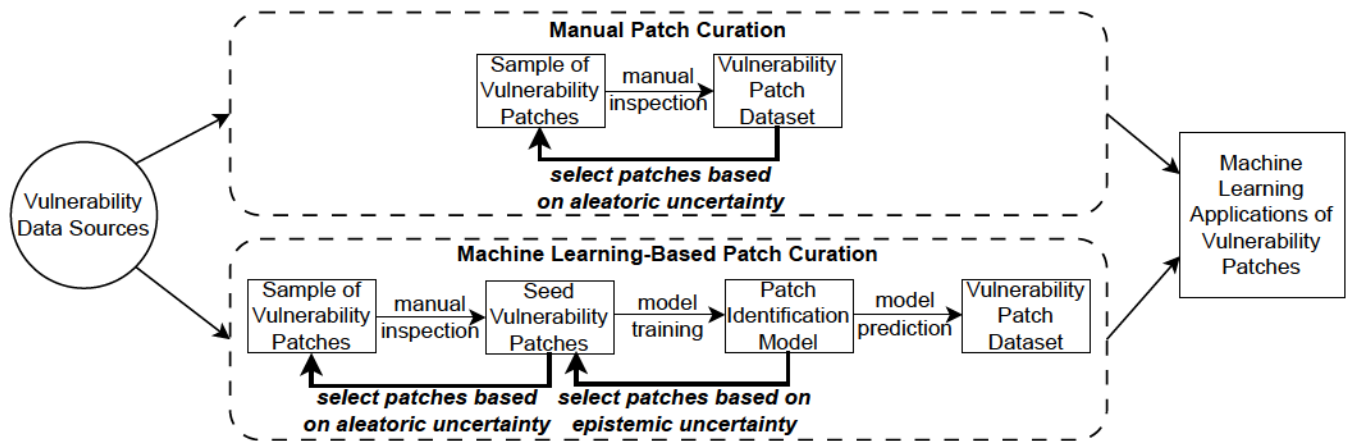 Manual Patch Curation
Sample of
Vulnerability
Patches
manual
inspection
Vulnerability
Patch
Dataset
select patches based
on aleatoric uncertainty
Vulnerability
Data Sources
Machine Learning-Based Patch Curation
Sample of
Vulnerability
Patches
manual
inspection
Seed
Vulnerability
Patches
model
training
Patch
Identification
Model
model
prediction
Vulnerability
Patch
Dataset
select patches based
on aleatoric uncertainty
select patches based on
epistemic uncertainty
Machine
Learning
Applications of
Vulnerability
Patches